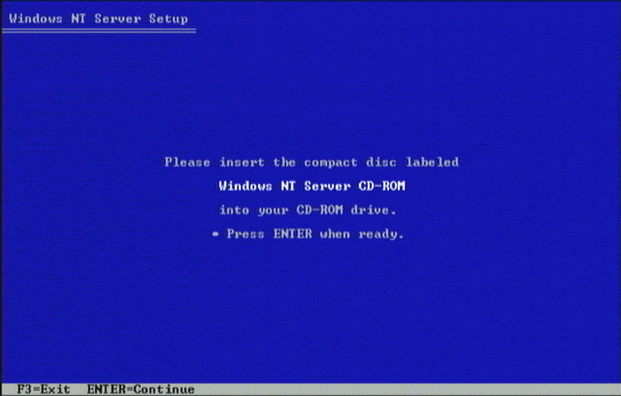 Windows NT Server Setup
Please insert the compact disc labeled
Windows NT Server CD-ROM
into your CD-ROM drive.
• Press ENTER when ready.
F3=Exit ENTER=Continue